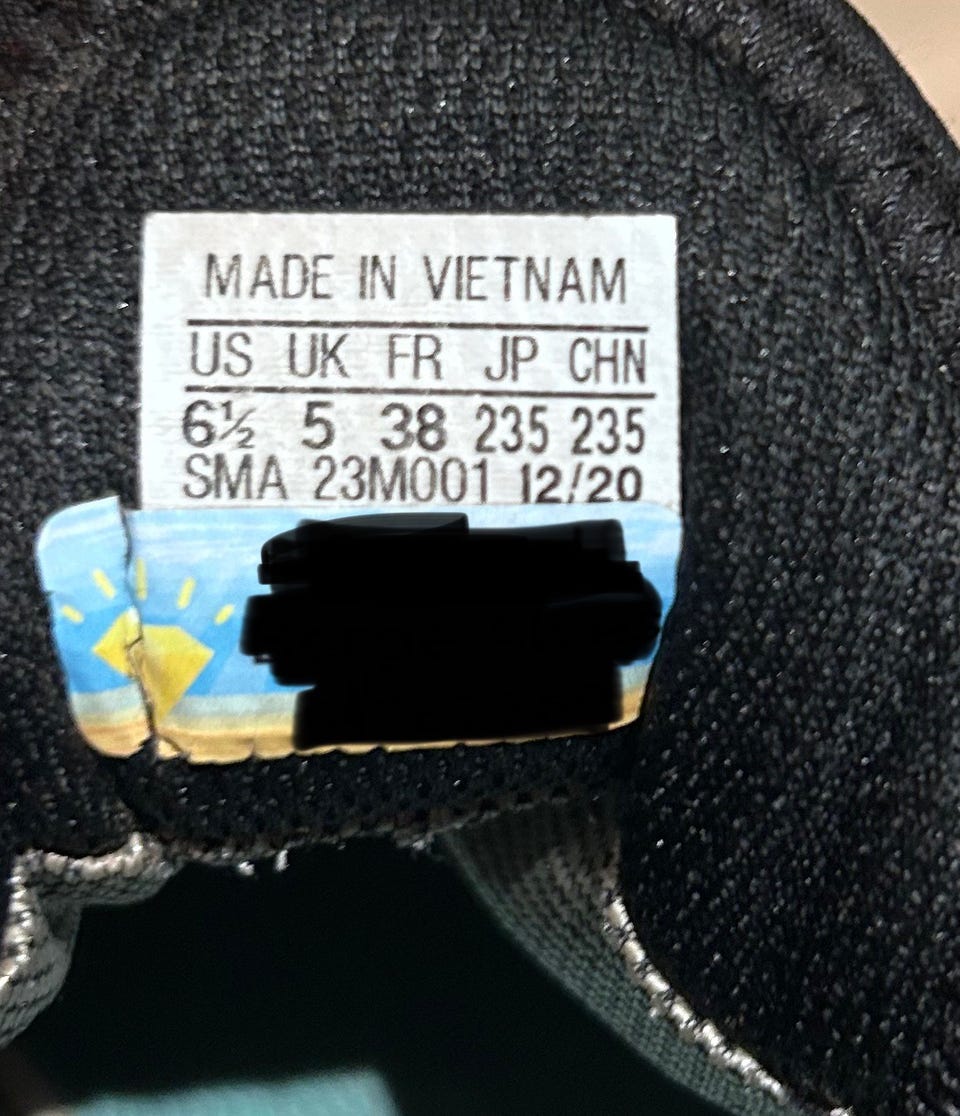 MADE IN VIETNAM
US UK FR JP CHN
6½ 5 38 235 235
SMA 23M001 12/20